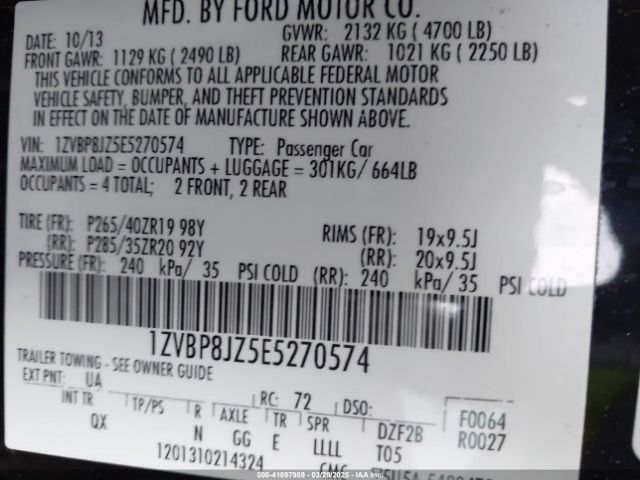 MFD. BY FORD MOTOR CO.
DATE: 10/13 GVWR: 2132 KG ( 4700 LB)
FRONT GAWR: 1129 KG ( 2490 LB) REAR GAWR: 1021 KG ( 2250 LB)
THIS VEHICLE CONFORMS TO ALL APPLICABLE FEDERAL MOTOR
VEHICLE SAFETY, BUMPER, AND THEFT PREVENTION STANDARDS
IN EFFECT ON THE DATE OF MANUFACTURE SHOWN ABOVE.
VIN: 1ZVBP8JZ5E5270574 TYPE: Passenger Car
MAXIMUM LOAD = OCCUPANTS + LUGGAGE = 301KG/ 664LB
OCCUPANTS = 4 TOTAL; 2 FRONT, 2 REAR
TIRE (FR): P265/40ZR19 98Y RIMS (FR): 19x9.5J
(RR): P285/35ZR20 92Y (RR): 20x9.5J
PRESSURE (FR): 240 kPa/ 35 PSI COLD (RR): 240 kPa/ 35 PSI COLD
1ZVBP8JZ5E5270574
TRAILER TOWING - SEE OWNER GUIDE
EXT PNT: UA RC: 72 DSO: F0064
INT TR TP/PS R AXLE TR SPR DZF2B R0027
QX N GG E LLLL T05
1201310214324
# 41897989 - 03/29/2025 - IAAI.COM